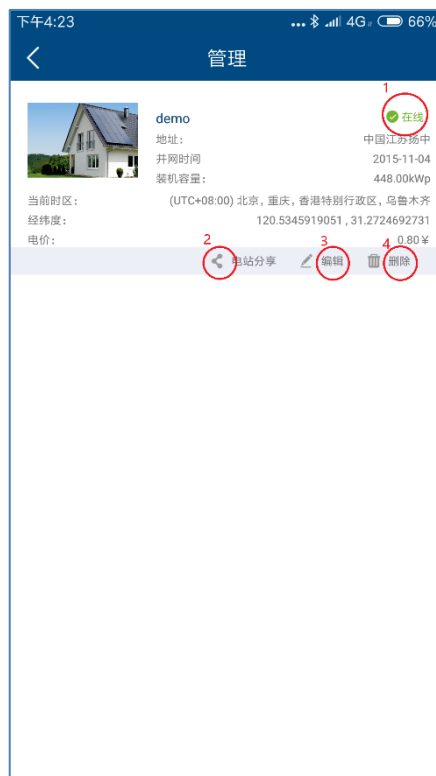 下午4:23 ... 4G 66%
管理
1
demo 在线
地址: 中国江苏扬中
并网时间 2015-11-04
装机容量: 448.00kWp
当前时区: (UTC+08:00) 北京, 重庆, 香港特别行政区, 乌鲁木齐
经纬度: 120.5345919051 , 31.2724692731
电价: 0.80¥
2 3 4
电站分享 编辑 删除